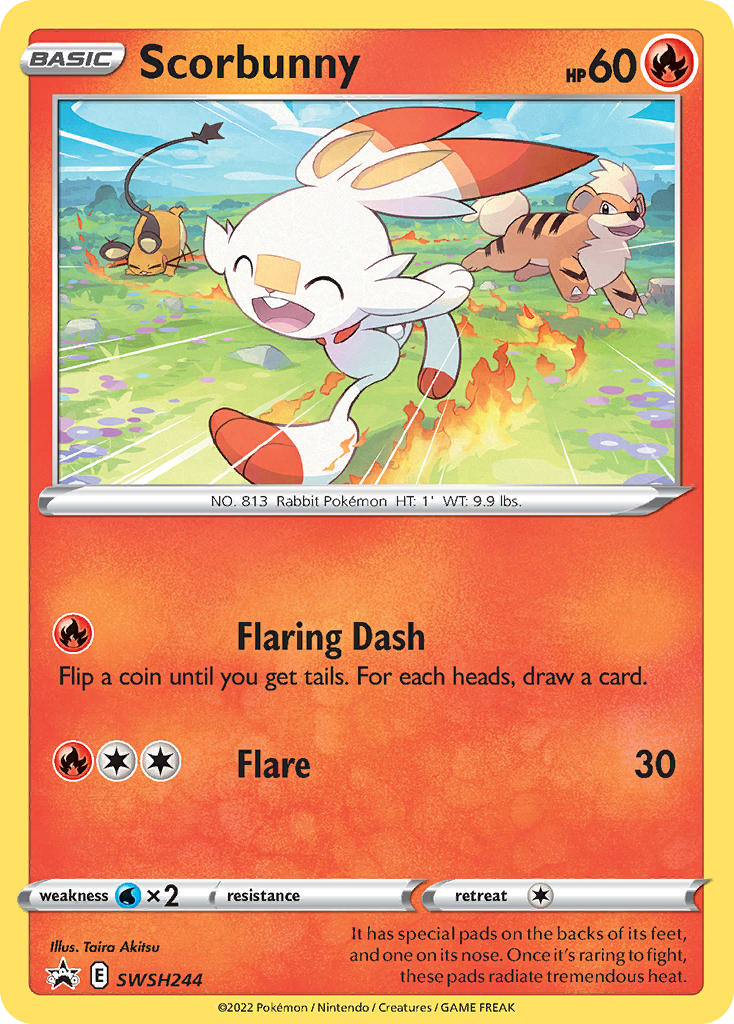 BASIC Scorbunny HP 60
NO. 813 Rabbit Pokémon HT: 1' WT: 9.9 lbs.
Flaring Dash
Flip a coin until you get tails. For each heads, draw a card.
Flare 30
weakness ×2 resistance retreat
Illus. Taira Akitsu
It has special pads on the backs of its feet,
and one on its nose. Once it's raring to fight,
these pads radiate tremendous heat.
E SWSH244
©2022 Pokémon / Nintendo / Creatures / GAME FREAK